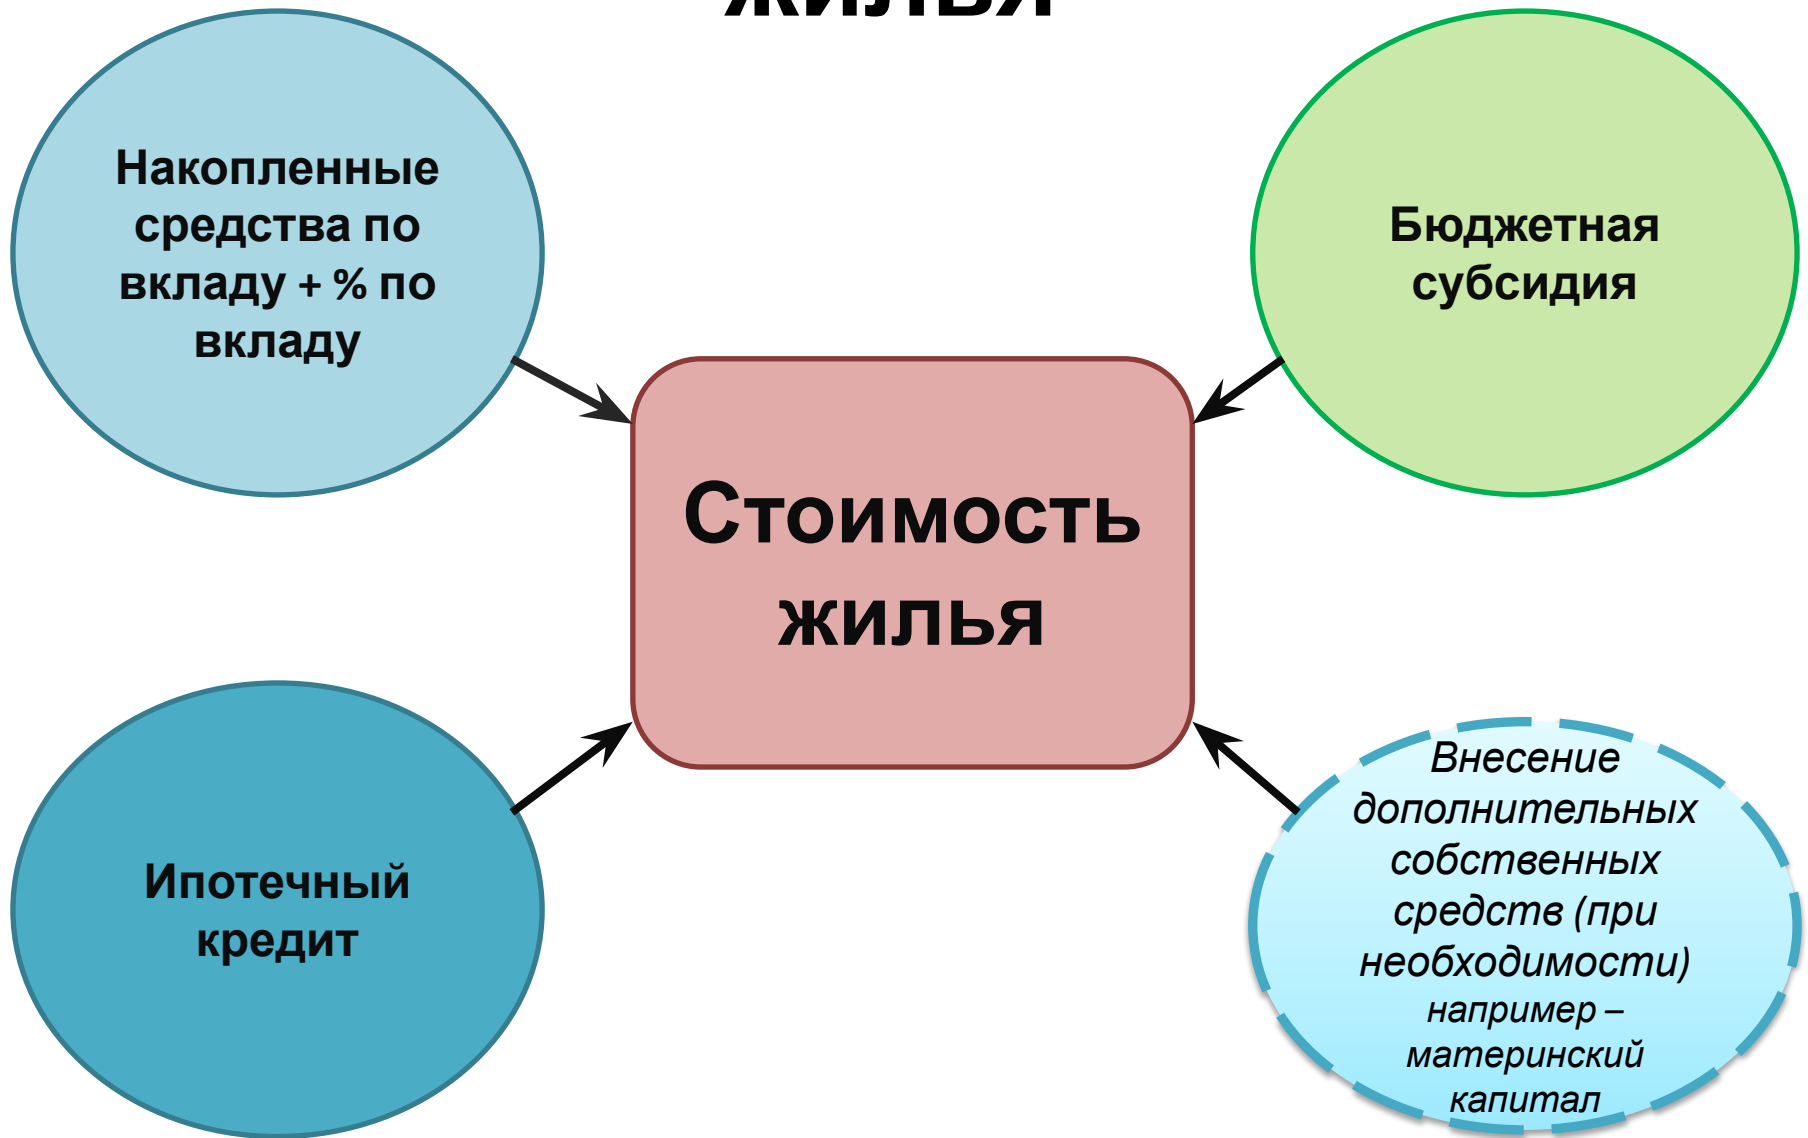 жилья
Накопленные
средства по
вкладу + % по
вкладу
Бюджетная
субсидия
Стоимость
жилья
Ипотечный
кредит
Внесение
дополнительных
собственных
средств (при
необходимости)
например –
материнский
капитал